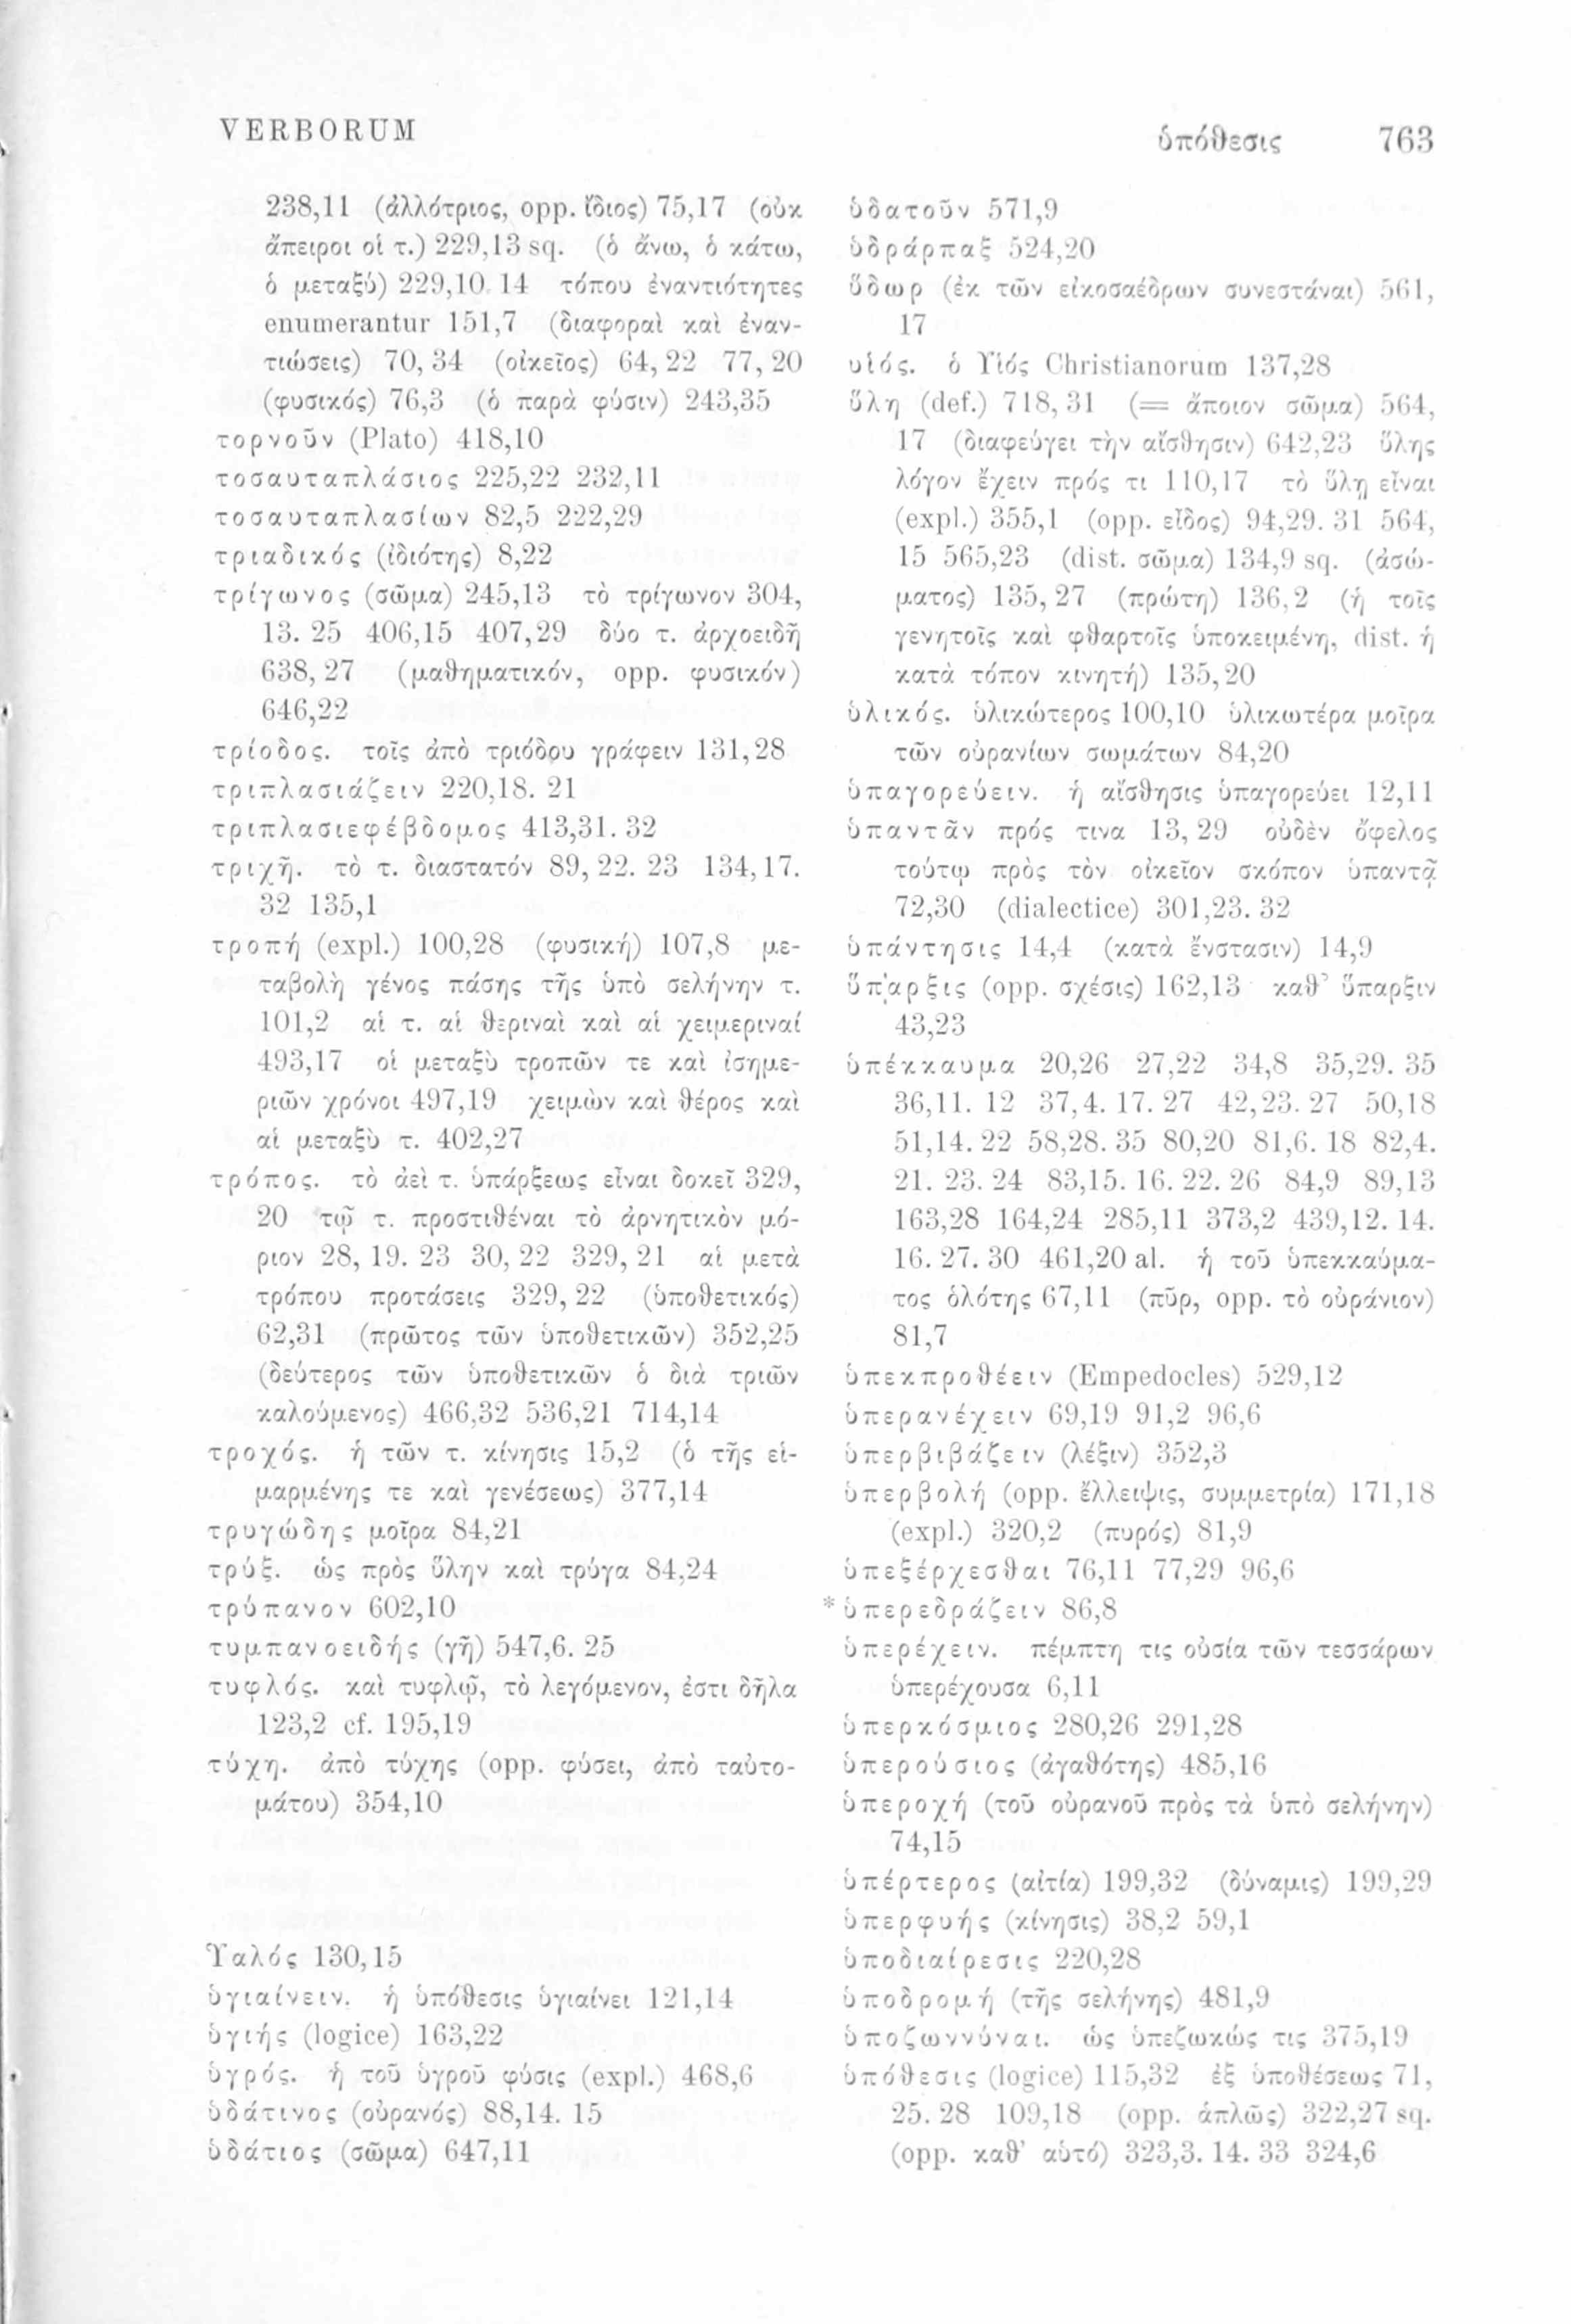 VERBORUM
ὑπόθεσις 763
238,11 (ἀλλότριος, opp. ἴδιος) 75,17 (οὐκ
ἄπειροι οἱ τ.) 229,13 sq. (ὁ ἄνω, ὁ κάτω,
ὁ μεταξύ) 229,10. 14 τόπου ἐναντιότητες
enumerantur 151,7 (διαφοραὶ καὶ ἐναν-
τιώσεις) 70,34 (οἰκεῖος) 64,22 77,20
(φυσικός) 76,3 (ὁ παρὰ φύσιν) 243,35
τορνοῦν (Plato) 418,10
τοσαυταπλάσιος 225,22 232,11
τοσαυταπλασίων 82,5 222,29
τριαδικός (ἰδιότης) 8,22
τρίγωνος (σῶμα) 245,13 τὸ τρίγωνον 304,
13. 25 406,15 407,29 δύο τ. ἀρχοειδῆ
638,27 (μαθηματικόν, opp. φυσικόν)
646,22
τρίοδος. τοῖς ἀπὸ τριόδου γράφειν 131,28
τριπλασιάζειν 220,18. 21
τριπλασιεφέβδομος 413,31. 32
τριχῆ. τὸ τ. διαστατόν 89,22. 23 134,17.
32 135,1
τροπή (expl.) 100,28 (φυσική) 107,8 με-
ταβολὴ γένος πάσης τῆς ὑπὸ σελήνην τ.
101,2 αἱ τ. αἱ θεριναὶ καὶ αἱ χειμεριναί
493,17 οἱ μεταξὺ τροπῶν τε καὶ ἰσημε-
ριῶν χρόνοι 497,19 χειμὼν καὶ θέρος καὶ
αἱ μεταξὺ τ. 402,27
τρόπος. τὸ ἀεὶ τ. ὑπάρξεως εἶναι δοκεῖ 329,
20 τῷ τ. προστιθέναι τὸ ἀρνητικὸν μό-
ριον 28,19. 23 30,22 329,21 αἱ μετὰ
τρόπου προτάσεις 329,22 (ὑποθετικός)
62,31 (πρῶτος τῶν ὑποθετικῶν) 352,25
(δεύτερος τῶν ὑποθετικῶν ὁ διὰ τριῶν
καλούμενος) 466,32 536,21 714,14
τροχός. ἡ τῶν τ. κίνησις 15,2 (ὁ τῆς εἱ-
μαρμένης τε καὶ γενέσεως) 377,14
τρυγώδης μοῖρα 84,21
τρύξ. ὡς πρὸς ὕλην καὶ τρύγα 84,24
τρύπανον 602,10
τυμπανοειδής (γῆ) 547,6. 25
τυφλός. καὶ τυφλῷ, τὸ λεγόμενον, ἐστι δῆλα
123,2 cf. 195,19
τύχη. ἀπὸ τύχης (opp. φύσει, ἀπὸ ταὐτο-
μάτου) 354,10
Ὑαλός 130,15
ὑγιαίνειν. ἡ ὑπόθεσις ὑγιαίνει 121,14
ὑγιής (logice) 163,22
ὑγρός. ἡ τοῦ ὑγροῦ φύσις (expl.) 468,6
ὑδάτινος (οὐρανός) 88,14. 15
ὑδάτιος (σῶμα) 647,11
ὑδατοῦν 571,9
ὑδράρπαξ 524,20
ὕδωρ (ἐκ τῶν εἰκοσαέδρων συνεστάναι) 561,
17
υἱός. ὁ Υἱός Christianorum 137,28
ὕλη (def.) 718,31 (= ἄποιον σῶμα) 564,
17 (διαφεύγει τὴν αἴσθησιν) 642,23 ὕλης
λόγον ἔχειν πρός τι 110,17 τὸ ὕλῃ εἶναι
(expl.) 355,1 (opp. εἶδος) 94,29. 31 564,
15 565,23 (dist. σῶμα) 134,9 sq. (ἀσώ-
ματος) 135,27 (πρώτη) 136,2 (ἡ τοῖς
γενητοῖς καὶ φθαρτοῖς ὑποκειμένη, dist. ἡ
κατὰ τόπον κινητή) 135,20
ὑλικός. ὑλικώτερος 100,10 ὑλικωτέρα μοῖρα
τῶν οὐρανίων σωμάτων 84,20
ὑπαγορεύειν. ἡ αἴσθησις ὑπαγορεύει 12,11
ὑπαντᾶν πρός τινα 13,29 οὐδὲν ὄφελος
τούτῳ πρὸς τὸν οἰκεῖον σκόπον ὑπαντᾷ
72,30 (dialectice) 301,23. 32
ὑπάντησις 14,4 (κατὰ ἔνστασιν) 14,9
ὕπαρξις (opp. σχέσις) 162,13 καθ’ ὕπαρξιν
43,23
ὑπέκκαυμα 20,26 27,22 34,8 35,29. 35
36,11. 12 37,4. 17. 27 42,23. 27 50,18
51,14. 22 58,28. 35 80,20 81,6. 18 82,4.
21. 23. 24 83,15. 16. 22. 26 84,9 89,13
163,28 164,24 285,11 373,2 439,12. 14.
16. 27. 30 461,20 al. ἡ τοῦ ὑπεκκαύμα-
τος ὁλότης 67,11 (πῦρ, opp. τὸ οὐράνιον)
81,7
ὑπεκπροθέειν (Empedocles) 529,12
ὑπερανέχειν 69,19 91,2 96,6
ὑπερβιβάζειν (λέξιν) 352,3
ὑπερβολή (opp. ἔλλειψις, συμμετρία) 171,18
(expl.) 320,2 (πυρός) 81,9
ὑπεξέρχεσθαι 76,11 77,29 96,6
*ὑπερεδράζειν 86,8
ὑπερέχειν. πέμπτη τις οὐσία τῶν τεσσάρων
ὑπερέχουσα 6,11
ὑπερκόσμιος 280,26 291,28
ὑπερούσιος (ἀγαθότης) 485,16
ὑπεροχή (τοῦ οὐρανοῦ πρὸς τὰ ὑπὸ σελήνην)
74,15
ὑπέρτερος (αἰτία) 199,32 (δύναμις) 199,29
ὑπερφυής (κίνησις) 38,2 59,1
ὑποδιαίρεσις 220,28
ὑποδρομή (τῆς σελήνης) 481,9
ὑποζωννύναι. ὡς ὑπεζωκώς τις 375,19
ὑπόθεσις (logice) 115,32 ἐξ ὑποθέσεως 71,
25. 28 109,18 (opp. ἁπλῶς) 322,27 sq.
(opp. καθ’ αὑτό) 323,3. 14. 33 324,6